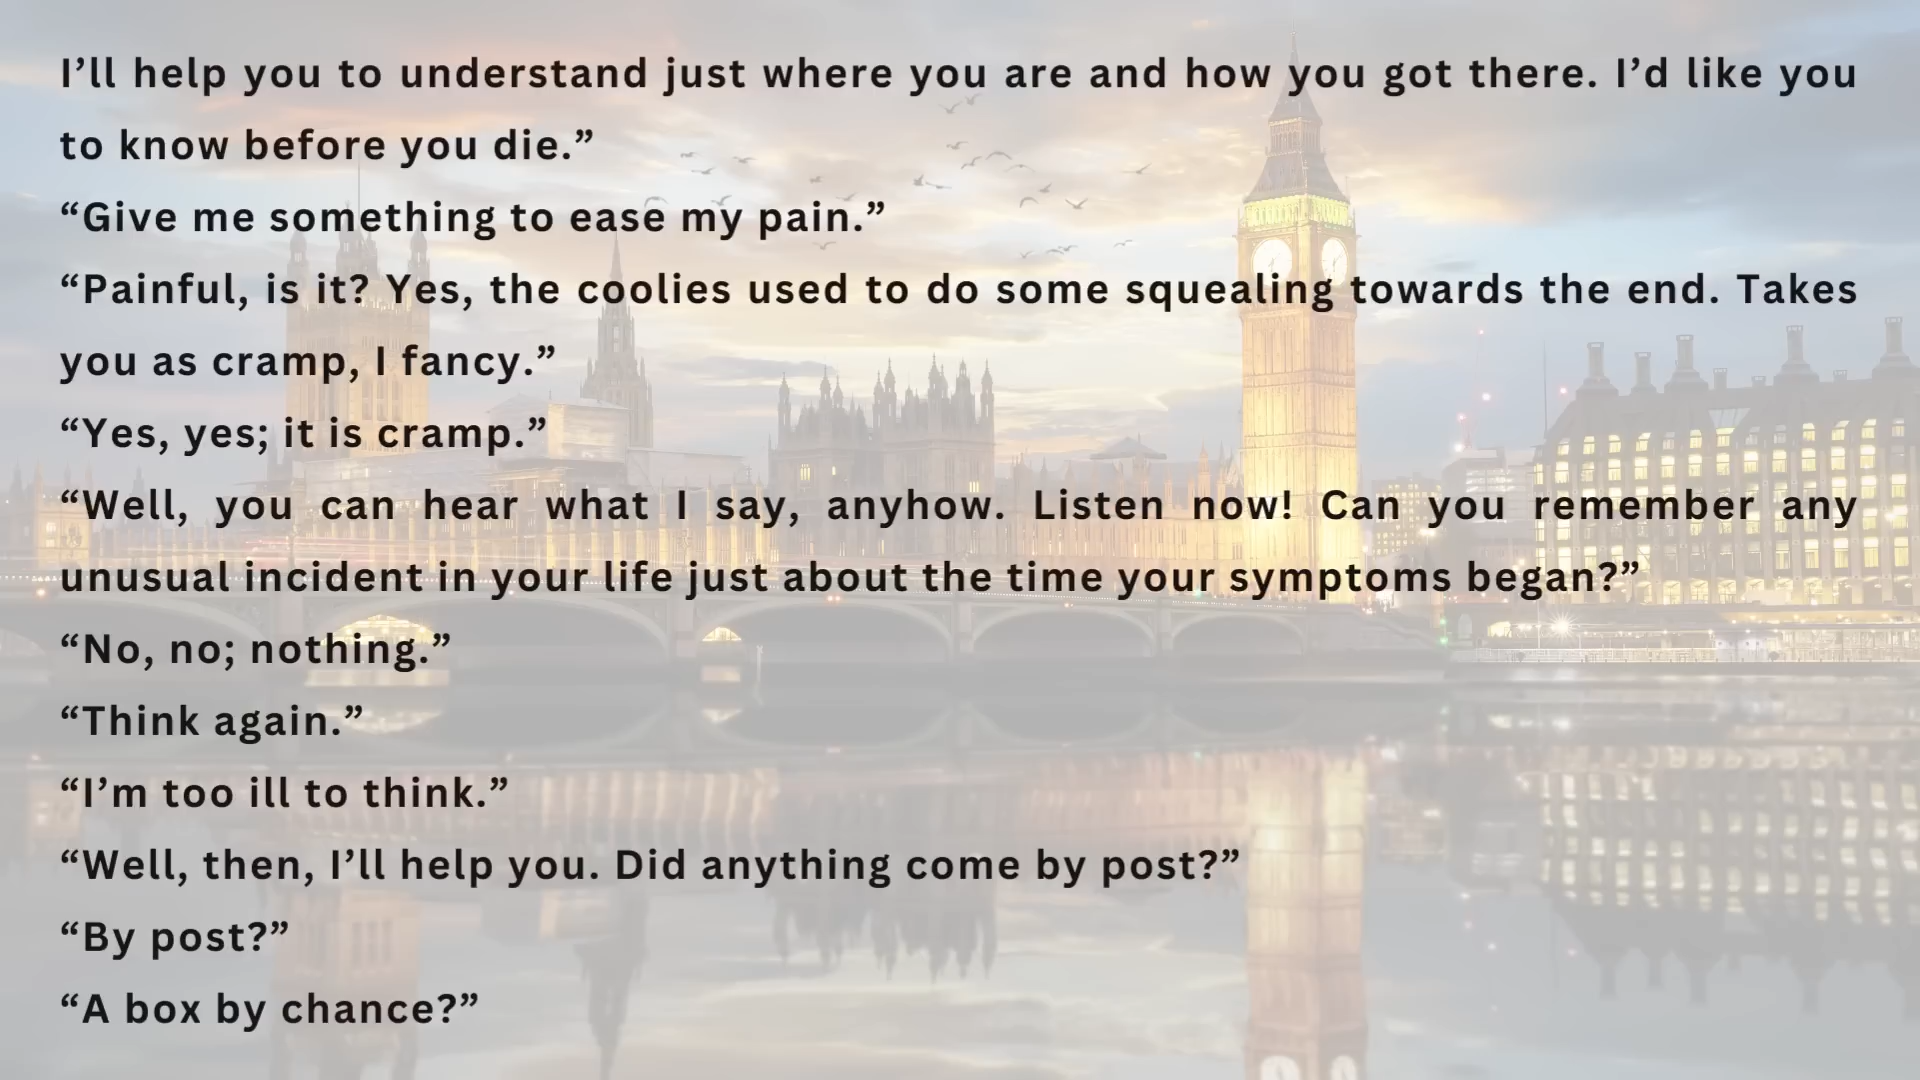 I’ll help you to understand just where you are and how you got there. I’d like you
to know before you die.”
“Give me something to ease my pain.”
“Painful, is it? Yes, the coolies used to do some squealing towards the end. Takes
you as cramp, I fancy.”
“Yes, yes; it is cramp.”
“Well, you can hear what I say, anyhow. Listen now! Can you remember any
unusual incident in your life just about the time your symptoms began?”
“No, no; nothing.”
“Think again.”
“I’m too ill to think.”
“Well, then, I’ll help you. Did anything come by post?”
“By post?”
“A box by chance?”